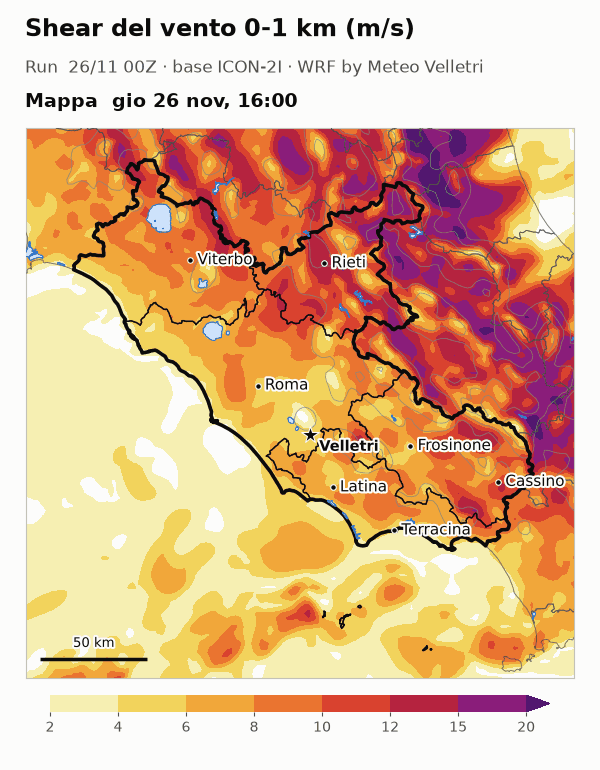 Shear del vento 0-1 km (m/s)
Run  26/11 00Z · base ICON-2I · WRF by Meteo Velletri
Mappa  gio 26 nov, 16:00
Viterbo
Rieti
Roma
Velletri
Frosinone
Latina
Cassino
Terracina
50 km
2 4 6 8 10 12 15 20